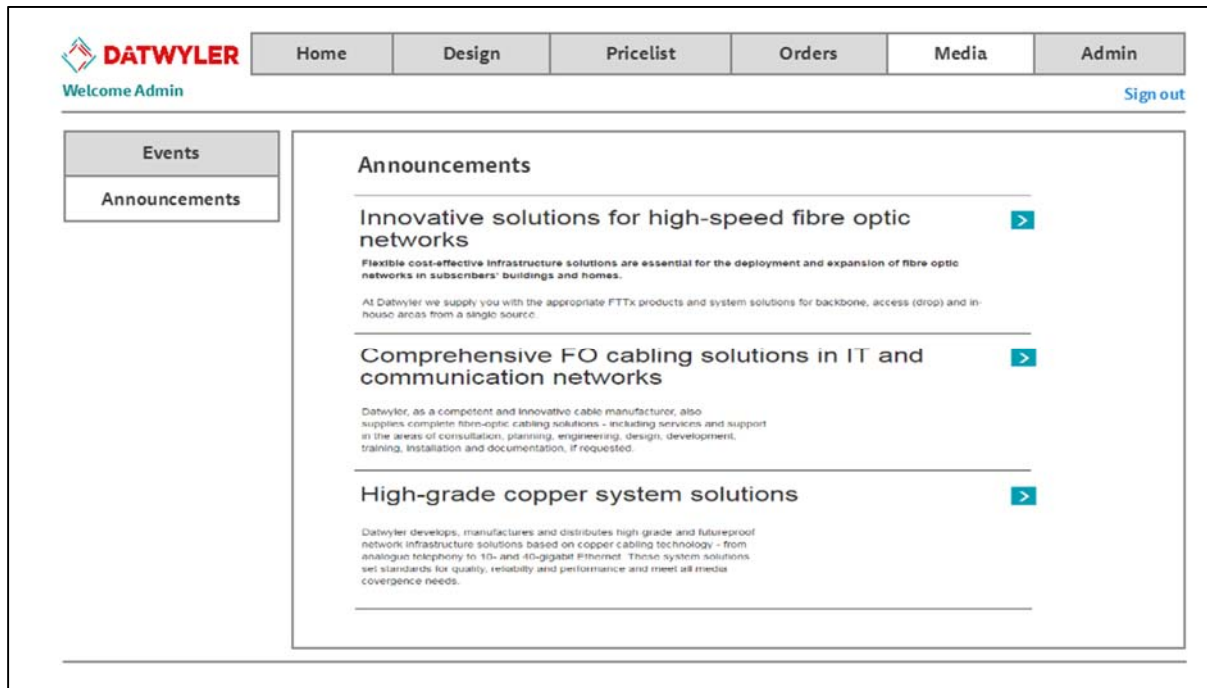 DATWYLER
Home
Design
Pricelist
Orders
Media
Admin
Welcome Admin
Sign out
Events
Announcements
Announcements
Innovative solutions for high-speed fibre optic
networks
Flexible cost-effective infrastructure solutions are essential for the deployment and expansion of fibre optic
networks in subscribers' buildings and homes.
At Datwyler we supply you with the appropriate FTTx products and system solutions for backbone, access (drop) and in-
house areas from a single source.
Comprehensive FO cabling solutions in IT and
communication networks
Datwyler, as a competent and innovative cable manufacturer, also
supplies complete fibre-optic cabling solutions - including services and support
in the areas of consultation, planning, engineering, design, development,
training, installation and documentation, if requested.
High-grade copper system solutions
Datwyler develops, manufactures and distributes high grade and futureproof
network infrastructure solutions based on copper cabling technology - from
analogue telephony to 10- and 40-gigabit Ethernet. These system solutions
set standards for quality, reliabilty and performance and meet all media
covergence needs.